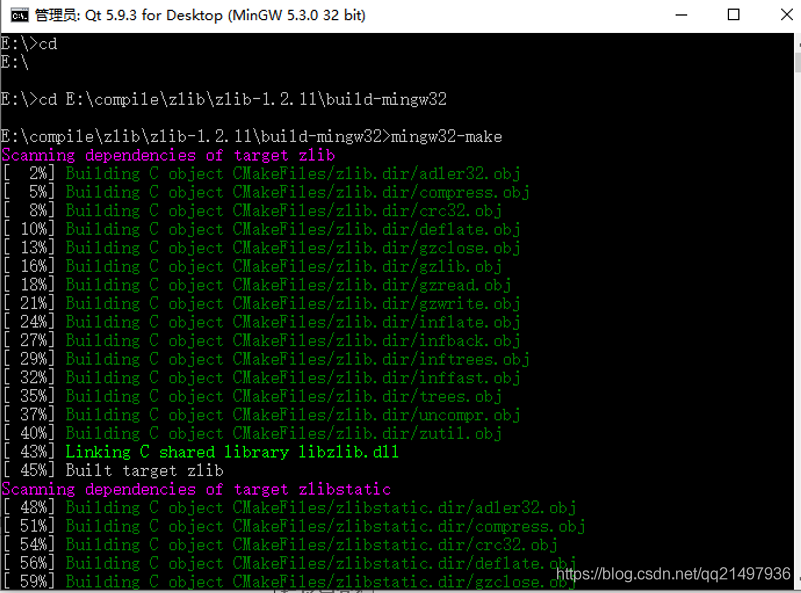 管理员: Qt 5.9.3 for Desktop (MinGW 5.3.0 32 bit)
E:\>cd
E:\
E:\>cd E:\compile\zlib\zlib-1.2.11\build-mingw32
E:\compile\zlib\zlib-1.2.11\build-mingw32>mingw32-make
Scanning dependencies of target zlib
[  2%] Building C object CMakeFiles/zlib.dir/adler32.obj
[  5%] Building C object CMakeFiles/zlib.dir/compress.obj
[  8%] Building C object CMakeFiles/zlib.dir/crc32.obj
[ 10%] Building C object CMakeFiles/zlib.dir/deflate.obj
[ 13%] Building C object CMakeFiles/zlib.dir/gzclose.obj
[ 16%] Building C object CMakeFiles/zlib.dir/gzlib.obj
[ 18%] Building C object CMakeFiles/zlib.dir/gzread.obj
[ 21%] Building C object CMakeFiles/zlib.dir/gzwrite.obj
[ 24%] Building C object CMakeFiles/zlib.dir/inflate.obj
[ 27%] Building C object CMakeFiles/zlib.dir/infback.obj
[ 29%] Building C object CMakeFiles/zlib.dir/inftrees.obj
[ 32%] Building C object CMakeFiles/zlib.dir/inffast.obj
[ 35%] Building C object CMakeFiles/zlib.dir/trees.obj
[ 37%] Building C object CMakeFiles/zlib.dir/uncompr.obj
[ 40%] Building C object CMakeFiles/zlib.dir/zutil.obj
[ 43%] Linking C shared library libzlib.dll
[ 45%] Built target zlib
Scanning dependencies of target zlibstatic
[ 48%] Building C object CMakeFiles/zlibstatic.dir/adler32.obj
[ 51%] Building C object CMakeFiles/zlibstatic.dir/compress.obj
[ 54%] Building C object CMakeFiles/zlibstatic.dir/crc32.obj
[ 56%] Building C object CMakeFiles/zlibstatic.dir/deflate.obj
[ 59%] Building C object CMakeFiles/zlibstatic.dir/gzclose.obj
https://blog.csdn.net/qq21497936